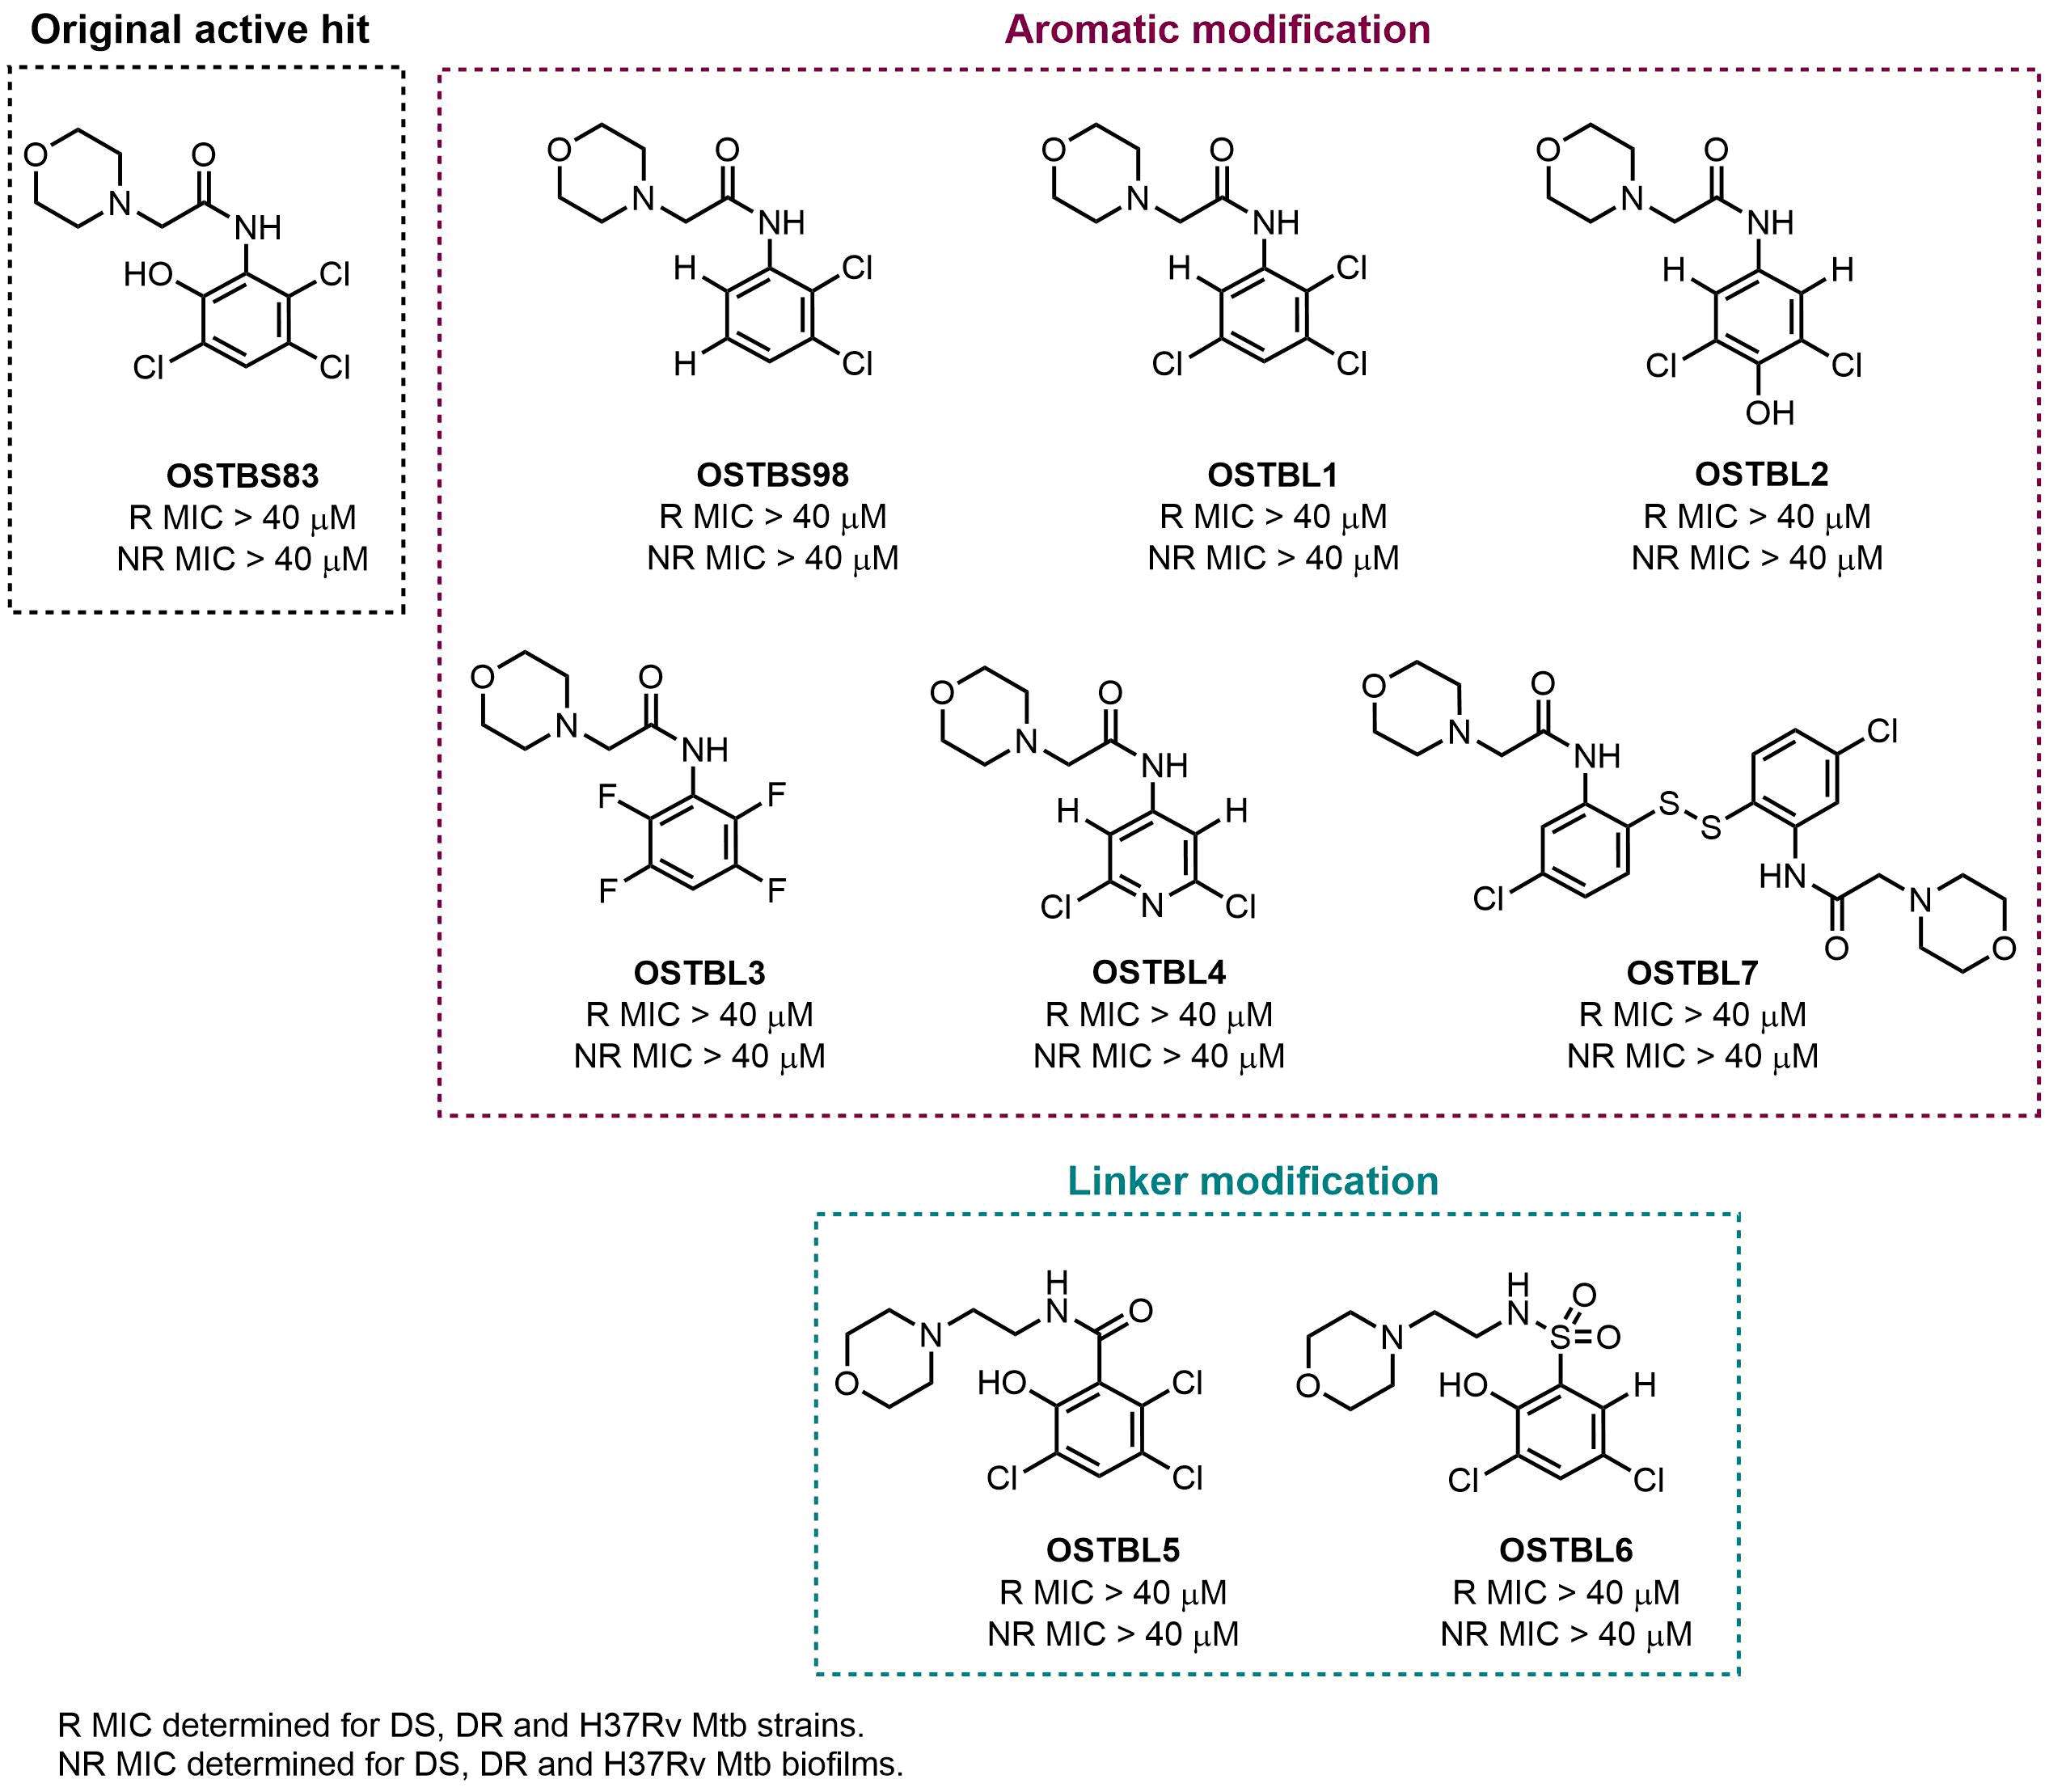 Original active hit
Aromatic modification
O
N
O
NH
HO
Cl
Cl
Cl
OSTBS83
R MIC > 40 μM
NR MIC > 40 μM
O
N
O
NH
H
Cl
H
Cl
OSTBS98
R MIC > 40 μM
NR MIC > 40 μM
O
N
O
NH
H
Cl
Cl
Cl
OSTBL1
R MIC > 40 μM
NR MIC > 40 μM
O
N
O
NH
H
H
Cl
Cl
OH
OSTBL2
R MIC > 40 μM
NR MIC > 40 μM
O
N
O
NH
F
F
F
F
OSTBL3
R MIC > 40 μM
NR MIC > 40 μM
O
N
O
NH
H
H
Cl
N
Cl
OSTBL4
R MIC > 40 μM
NR MIC > 40 μM
O
N
O
NH
S
S
Cl
Cl
HN
O
N
O
OSTBL7
R MIC > 40 μM
NR MIC > 40 μM
Linker modification
O
N
H
N
O
HO
Cl
Cl
Cl
OSTBL5
R MIC > 40 μM
NR MIC > 40 μM
O
N
H
N
S
O
O
HO
H
Cl
Cl
OSTBL6
R MIC > 40 μM
NR MIC > 40 μM
R MIC determined for DS, DR and H37Rv Mtb strains.
NR MIC determined for DS, DR and H37Rv Mtb biofilms.